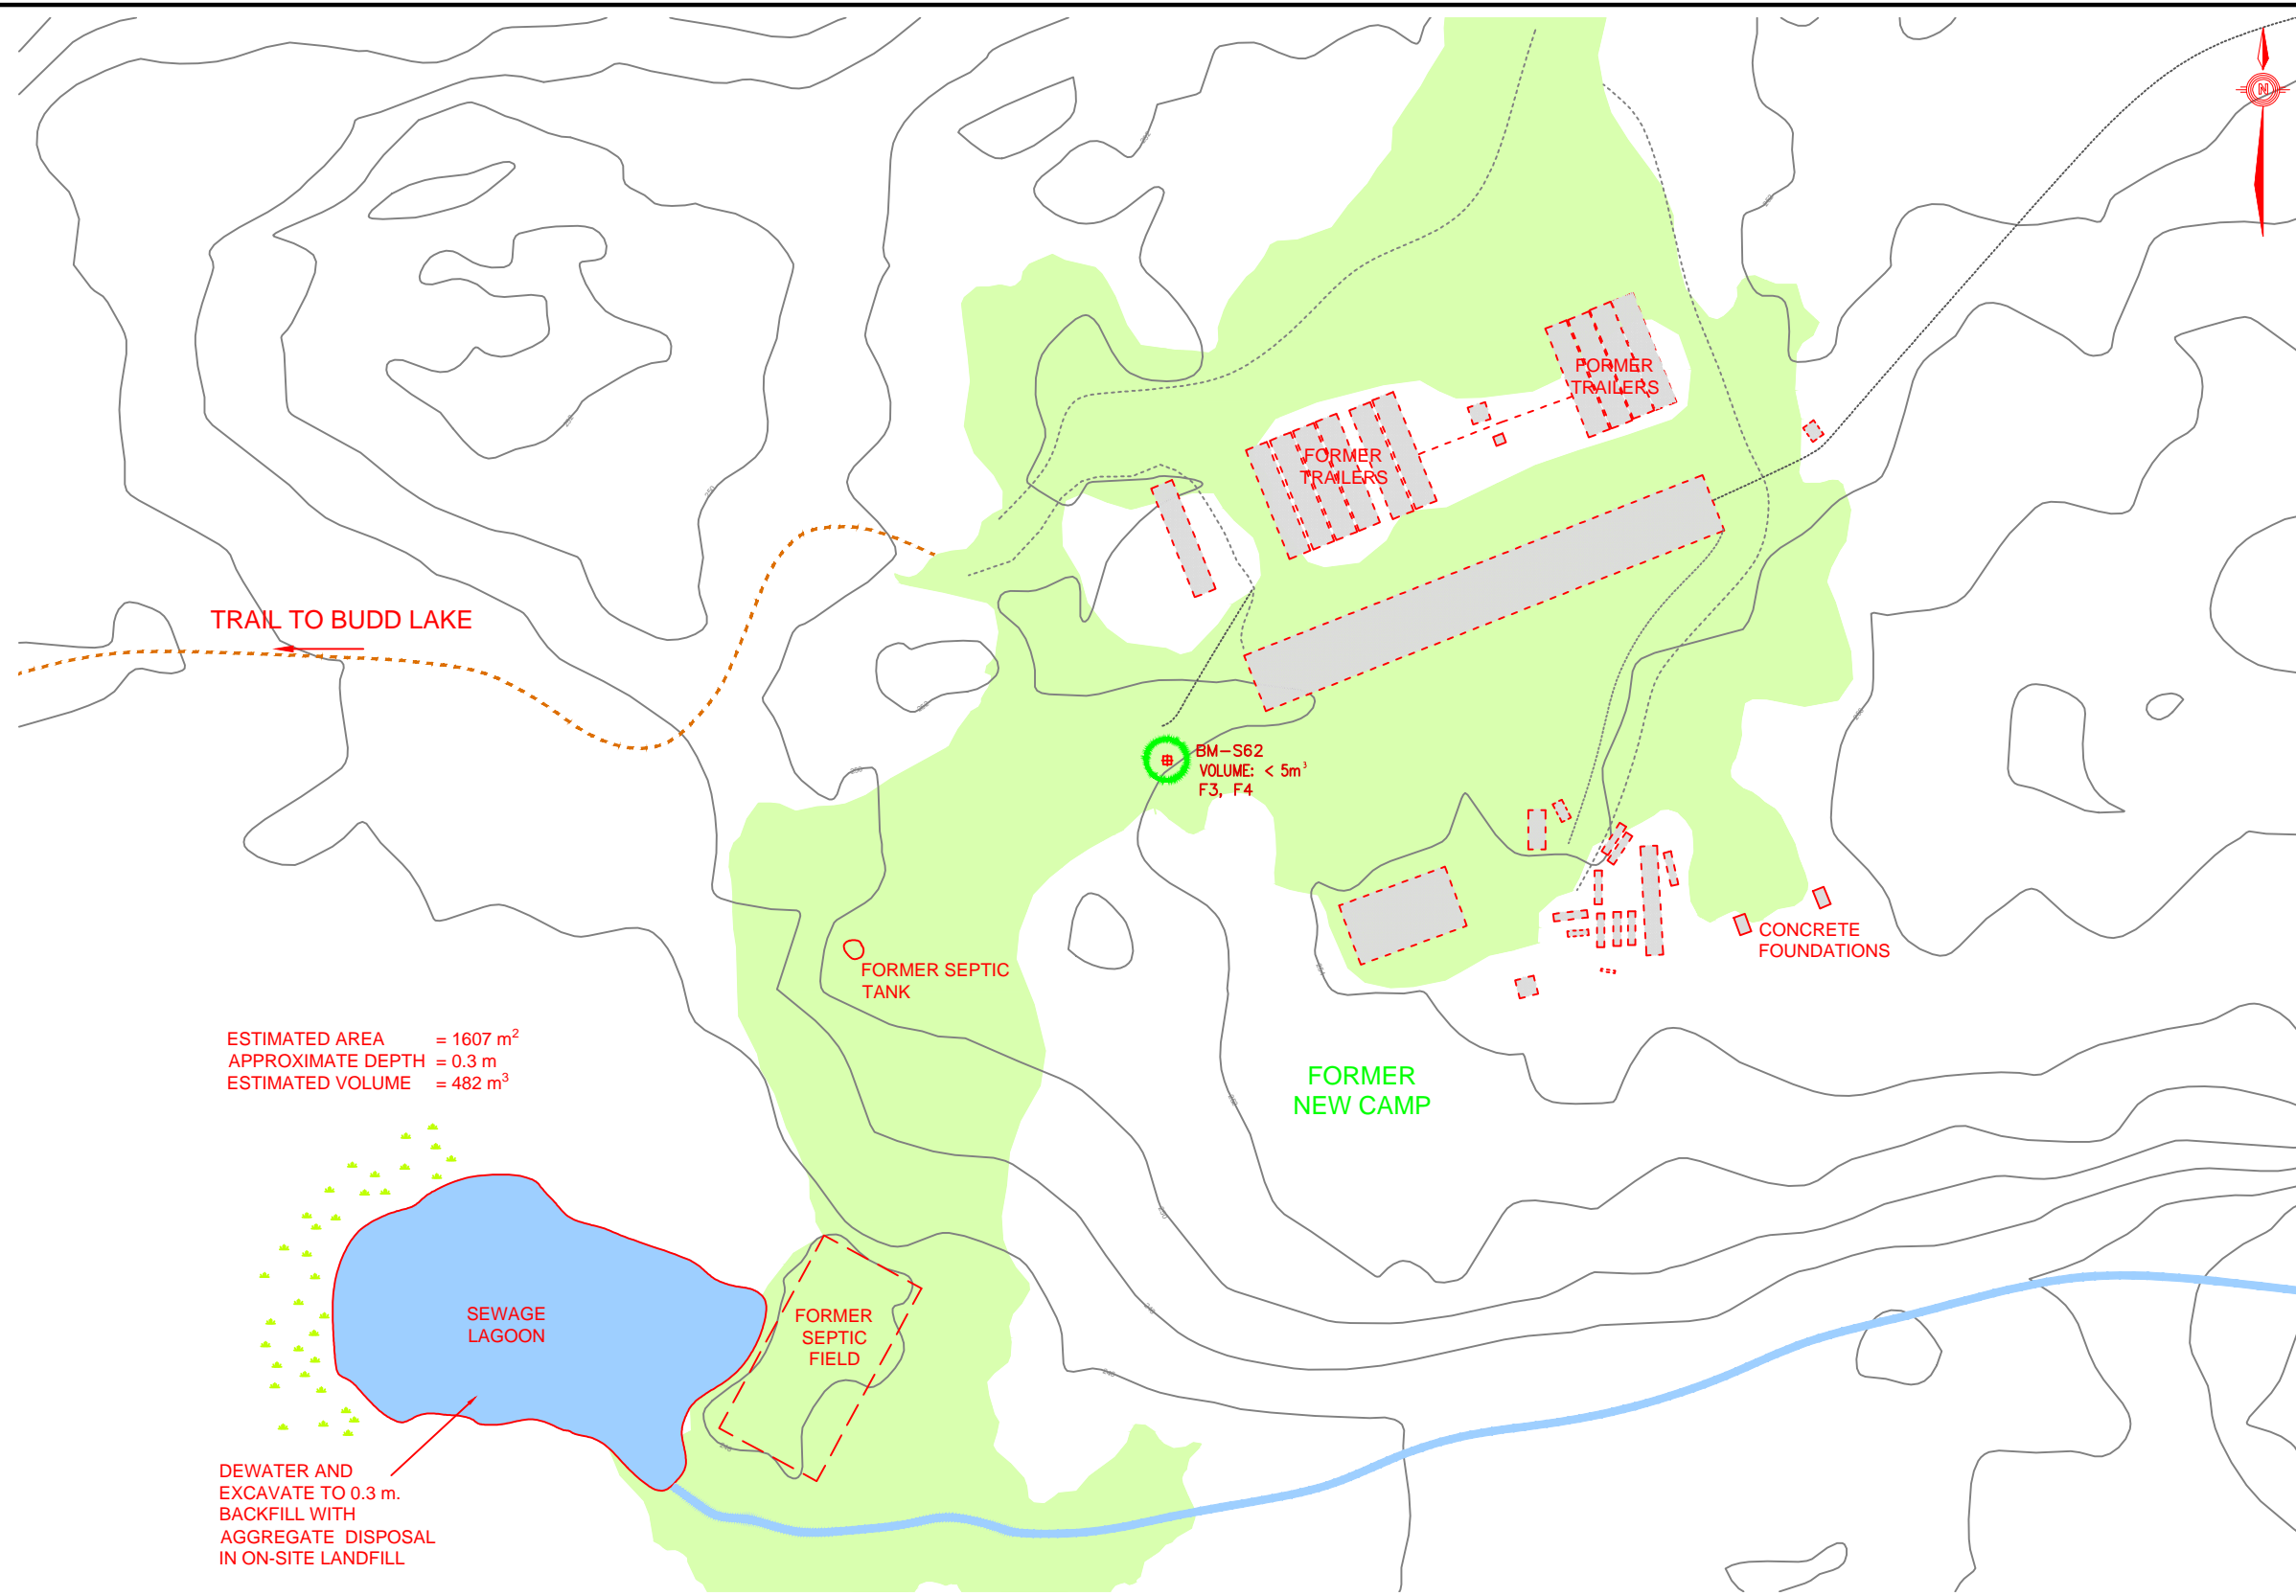 N
FORMER
TRAILERS
FORMER
TRAILERS
TRAIL TO BUDD LAKE
BM-S62
VOLUME: < 5m³
F3, F4
CONCRETE
FOUNDATIONS
FORMER SEPTIC
TANK
ESTIMATED AREA = 1607 m²
APPROXIMATE DEPTH = 0.3 m
ESTIMATED VOLUME = 482 m³
FORMER
NEW CAMP
SEWAGE
LAGOON
FORMER
SEPTIC
FIELD
DEWATER AND
EXCAVATE TO 0.3 m.
BACKFILL WITH
AGGREGATE DISPOSAL
IN ON-SITE LANDFILL